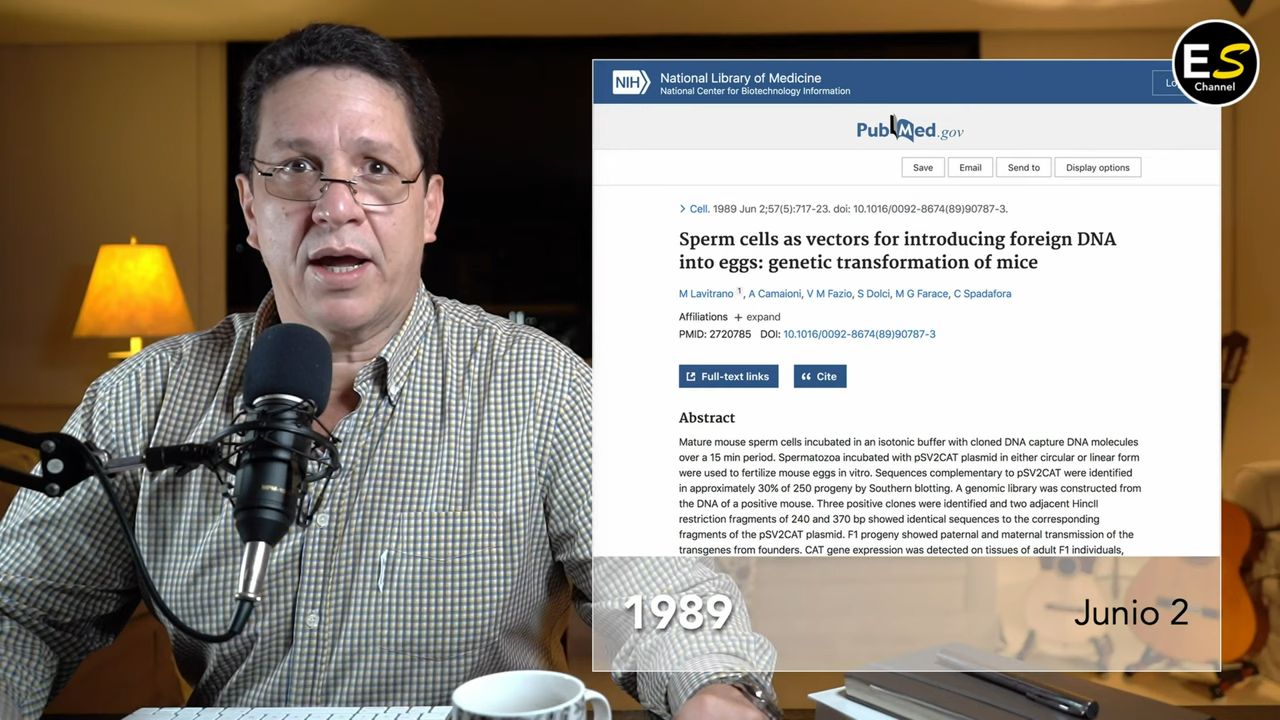 ES
Channel
NIH
National Library of Medicine
National Center for Biotechnology Information
PubMed.gov
Save
Email
Send to
Display options
Cell. 1989 Jun 2;57(5):717-23. doi: 10.1016/0092-8674(89)90787-3.
Sperm cells as vectors for introducing foreign DNA
into eggs: genetic transformation of mice
M Lavitrano 1, A Camaioni, V M Fazio, S Dolci, M G Farace, C Spadafora
Affiliations + expand
PMID: 2720785 DOI: 10.1016/0092-8674(89)90787-3
Full-text links
Cite
Abstract
Mature mouse sperm cells incubated in an isotonic buffer with cloned DNA capture DNA molecules
over a 15 min period. Spermatozoa incubated with pSV2CAT plasmid in either circular or linear form
were used to fertilize mouse eggs in vitro. Sequences complementary to pSV2CAT were identified
in approximately 30% of 250 progeny by Southern blotting. A genomic library was constructed from
the DNA of a positive mouse. Three positive clones were identified and two adjacent HincII
restriction fragments of 240 and 370 bp showed identical sequences to the corresponding
fragments of the pSV2CAT plasmid. F1 progeny showed paternal and maternal transmission of the
transgenes from founders. CAT gene expression was detected on tissues of adult F1 individuals,
1989
Junio 2